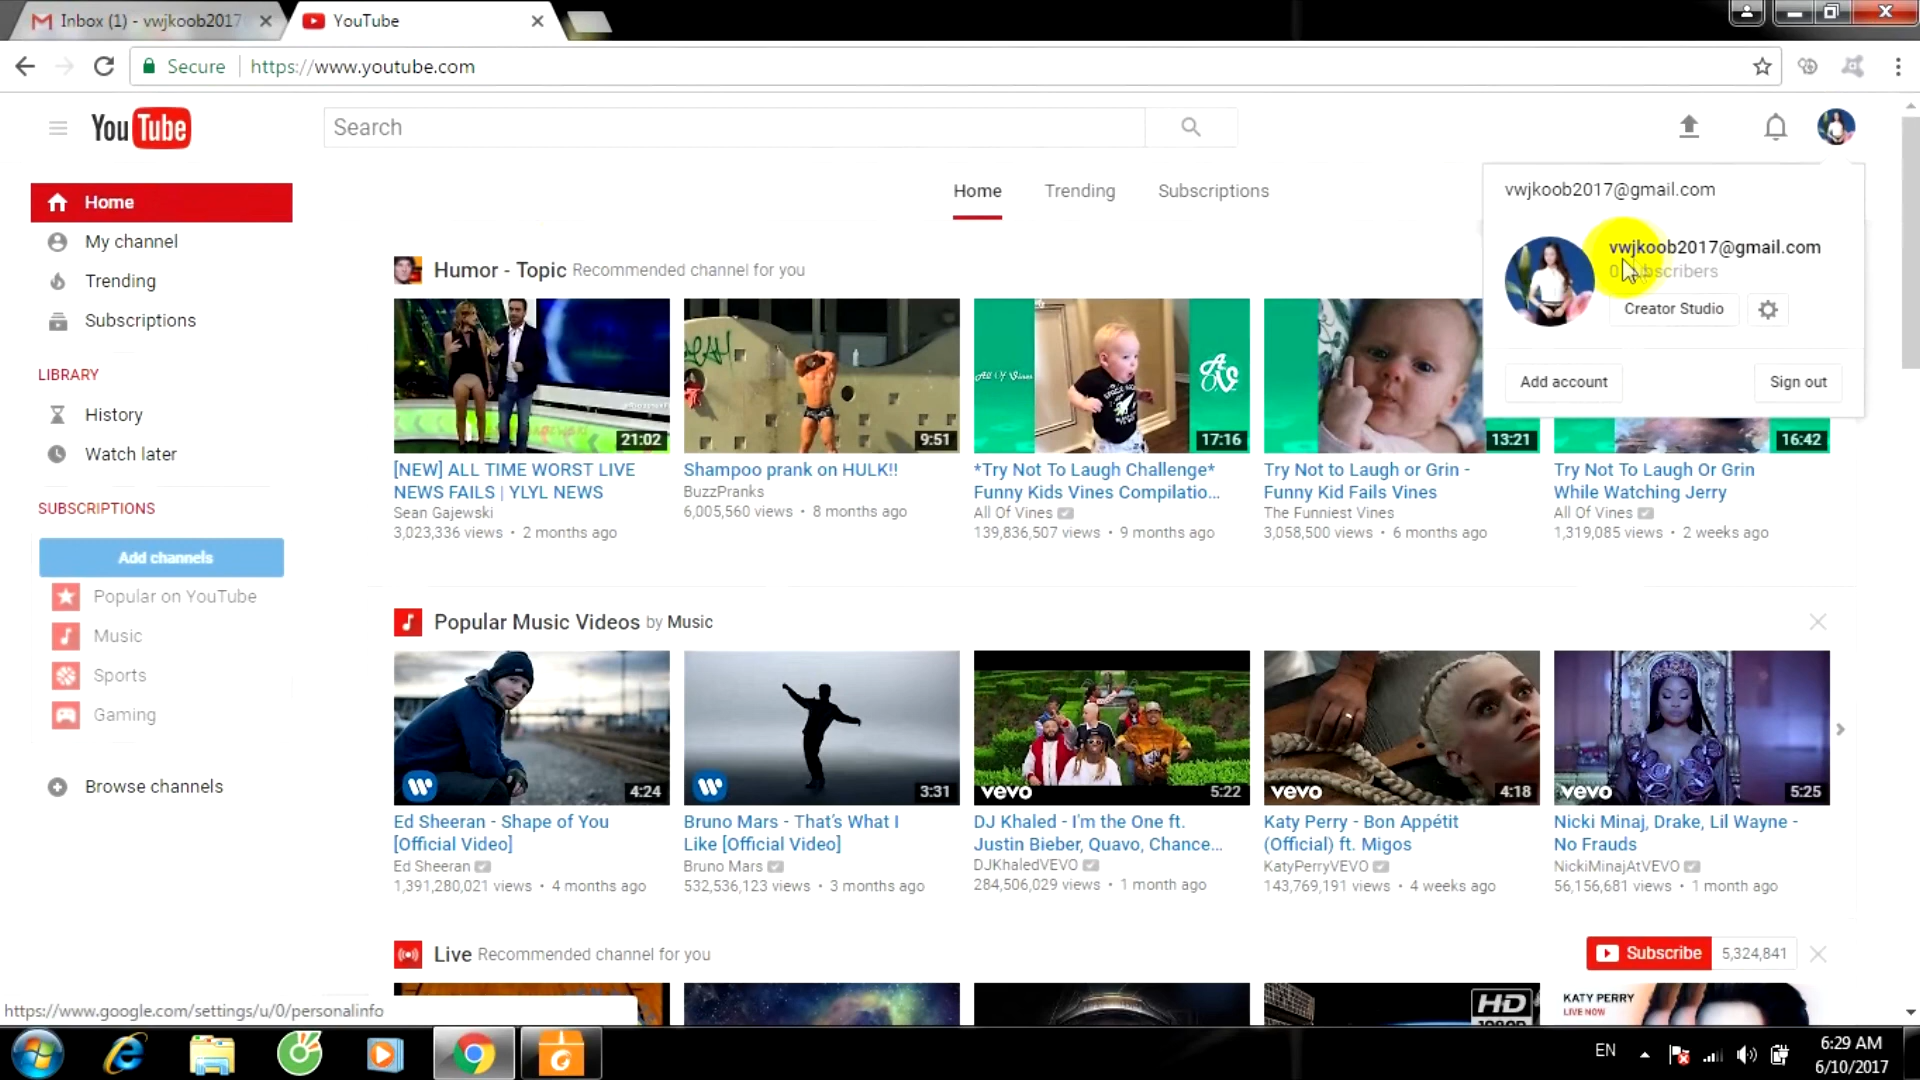 Inbox (1) - vwjkoob2017
YouTube
Secure
https://www.youtube.com
YouTube
Search
Home
My channel
Trending
Subscriptions
LIBRARY
History
Watch later
SUBSCRIPTIONS
Add channels
Popular on YouTube
Music
Sports
Gaming
Browse channels
Home
Trending
Subscriptions
vwjkoob2017@gmail.com
vwjkoob2017@gmail.com
0 subscribers
Creator Studio
Add account
Sign out
Humor - Topic Recommended channel for you
21:02
9:51
All Of Vines
17:16
13:21
16:42
[NEW] ALL TIME WORST LIVE
NEWS FAILS | YLYL NEWS
Sean Gajewski
3,023,336 views • 2 months ago
Shampoo prank on HULK!!
BuzzPranks
6,005,560 views • 8 months ago
*Try Not To Laugh Challenge*
Funny Kids Vines Compilatio...
All Of Vines
139,836,507 views • 9 months ago
Try Not to Laugh or Grin -
Funny Kid Fails Vines
The Funniest Vines
3,058,500 views • 6 months ago
Try Not To Laugh Or Grin
While Watching Jerry
All Of Vines
1,319,085 views • 2 weeks ago
Popular Music Videos by Music
4:24
3:31
vevo
5:22
vevo
4:18
vevo
5:25
Ed Sheeran - Shape of You
[Official Video]
Ed Sheeran
1,391,280,021 views • 4 months ago
Bruno Mars - That's What I
Like [Official Video]
Bruno Mars
532,536,123 views • 3 months ago
DJ Khaled - I'm the One ft.
Justin Bieber, Quavo, Chance...
DJKhaledVEVO
284,506,029 views • 1 month ago
Katy Perry - Bon Appétit
(Official) ft. Migos
KatyPerryVEVO
143,769,191 views • 4 weeks ago
Nicki Minaj, Drake, Lil Wayne -
No Frauds
NickiMinajAtVEVO
56,156,681 views • 1 month ago
Live Recommended channel for you
Subscribe
5,324,841
HD
KATY PERRY
LIVE NOW
https://www.google.com/settings/u/0/personalinfo
EN
6:29 AM
6/10/2017